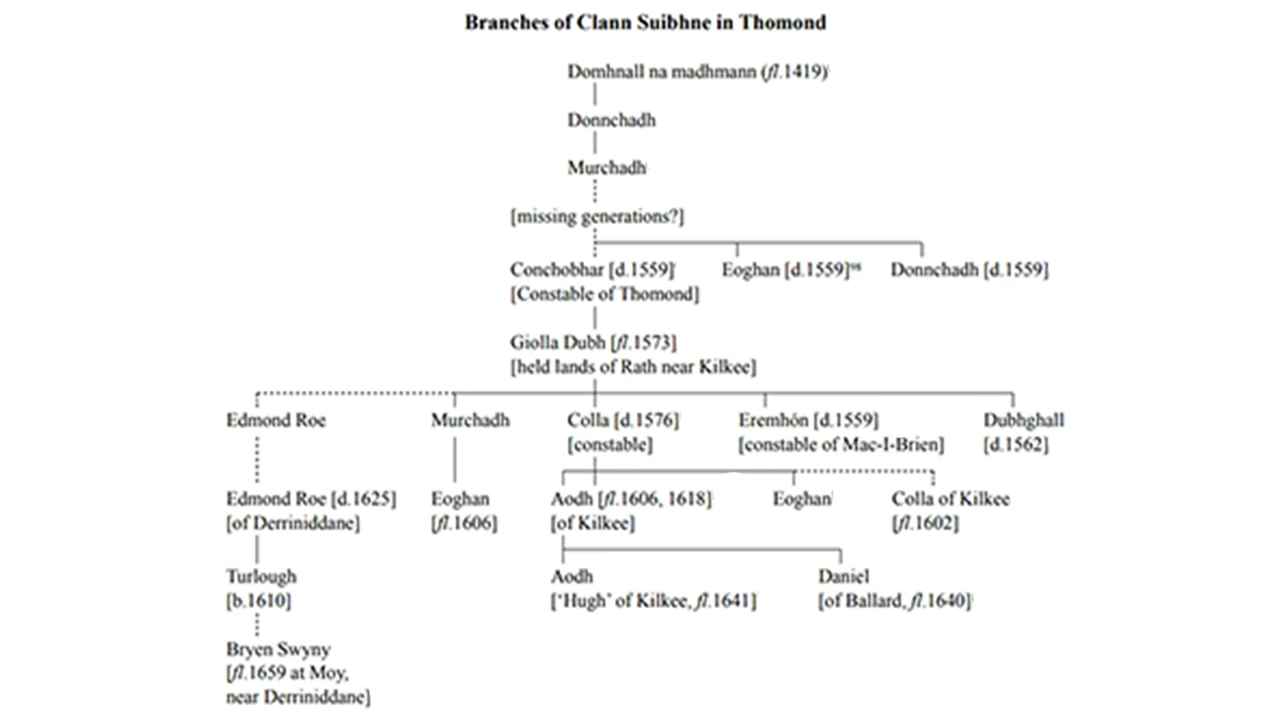 Branches of Clann Suibhne in Thomond
Domhnall na madhmann (fl.1419)
Donnchadh
Murchadh
[missing generations?]
Conchobhar [d.1559] Eoghan [d.1559]⁹⁸ Donnchadh [d.1559]
[Constable of Thomond]
Giolla Dubh [fl.1573]
[held lands of Rath near Kilkee]
Edmond Roe Murchadh Colla [d.1576] Eremhón [d.1559] Dubhghall
[constable] [constable of Mac-I-Brien] [d.1562]
Edmond Roe [d.1625] Eoghan Aodh [fl.1606, 1618] Eoghan Colla of Kilkee
[of Derriniddane] [fl.1606] [of Kilkee] [fl.1602]
Turlough Aodh Daniel
[b.1610] ['Hugh' of Kilkee, fl.1641] [of Ballard, fl.1640]
Bryen Swyny
[fl.1659 at Moy,
near Derriniddane]